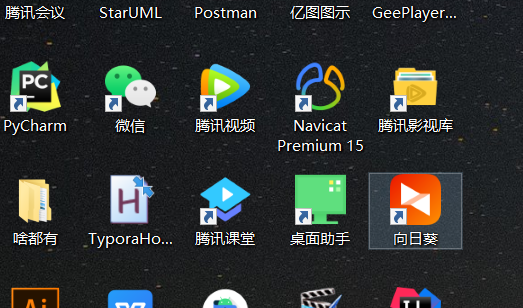 腾讯会议 StarUML Postman 亿图图示 GeePlayer...
PC
PyCharm 微信 腾讯视频 Navicat Premium 15 腾讯影视库
H
啥都有 TyporaHo... 腾讯课堂 桌面助手 向日葵
Ai